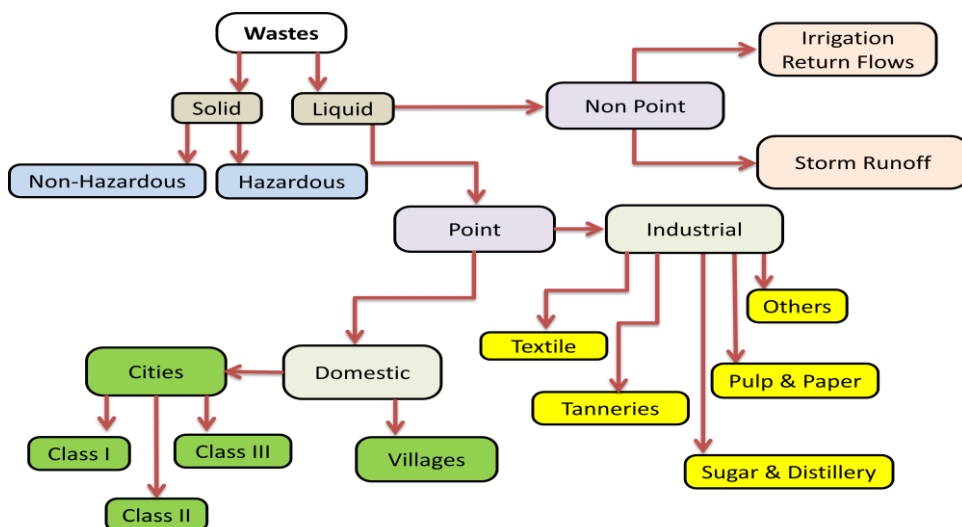 Wastes
Irrigation
Return Flows
Solid
Liquid
Non Point
Non-Hazardous
Hazardous
Storm Runoff
Point
Industrial
Others
Textile
Cities
Domestic
Pulp & Paper
Tanneries
Class I
Class III
Villages
Sugar & Distillery
Class II